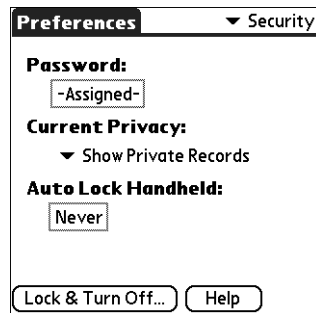 Preferences ▼ Security
Password:
-Assigned-
Current Privacy:
▼ Show Private Records
Auto Lock Handheld:
Never
Lock & Turn Off... Help